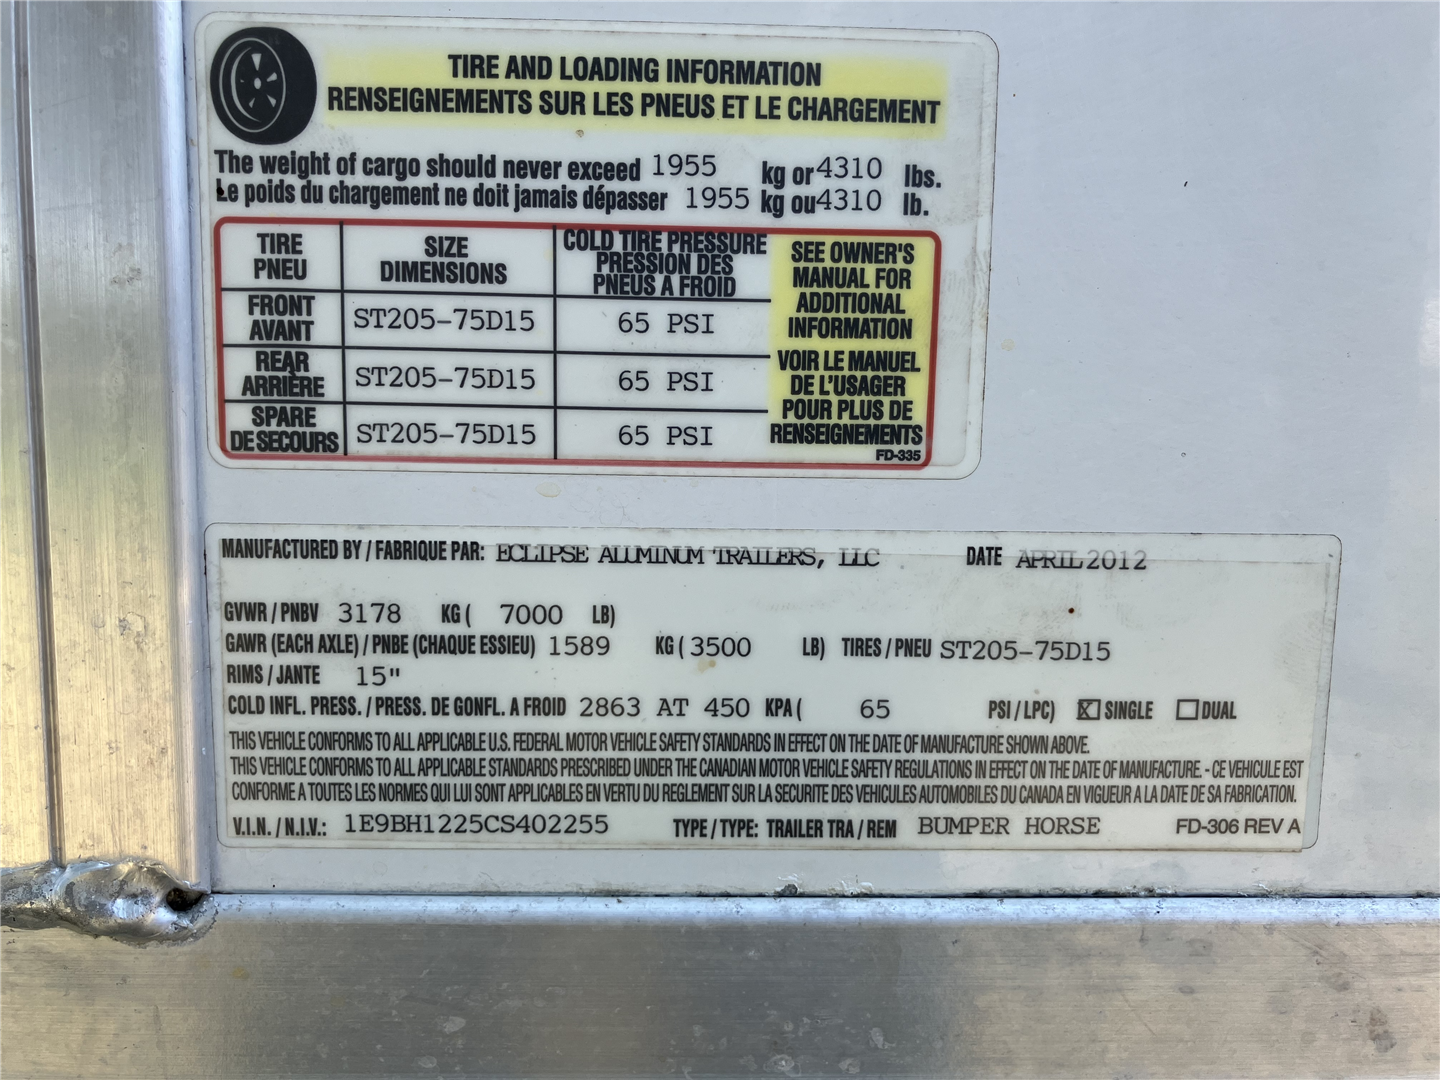 TIRE AND LOADING INFORMATION
RENSEIGNEMENTS SUR LES PNEUS ET LE CHARGEMENT
The weight of cargo should never exceed 1955 kg or 4310 lbs.
Le poids du chargement ne doit jamais dépasser 1955 kg ou 4310 lb.
TIRE PNEU
SIZE DIMENSIONS
COLD TIRE PRESSURE PRESSION DES PNEUS A FROID
FRONT AVANT ST205-75D15 65 PSI
REAR ARRIÈRE ST205-75D15 65 PSI
SPARE DE SECOURS ST205-75D15 65 PSI
SEE OWNER'S
MANUAL FOR
ADDITIONAL
INFORMATION
VOIR LE MANUEL
DE L'USAGER
POUR PLUS DE
RENSEIGNEMENTS
FD-335
MANUFACTURED BY / FABRIQUE PAR: ECLIPSE ALUMINUM TRAILERS, LLC DATE APRIL 2012
GVWR / PNBV 3178 KG ( 7000 LB)
GAWR (EACH AXLE) / PNBE (CHAQUE ESSIEU) 1589 KG ( 3500 LB) TIRES / PNEU ST205-75D15
RIMS / JANTE 15"
COLD INFL. PRESS. / PRESS. DE GONFL. A FROID 2863 AT 450 KPA ( 65 PSI / LPC) X SINGLE DUAL
THIS VEHICLE CONFORMS TO ALL APPLICABLE U.S. FEDERAL MOTOR VEHICLE SAFETY STANDARDS IN EFFECT ON THE DATE OF MANUFACTURE SHOWN ABOVE.
THIS VEHICLE CONFORMS TO ALL APPLICABLE STANDARDS PRESCRIBED UNDER THE CANADIAN MOTOR VEHICLE SAFETY REGULATIONS IN EFFECT ON THE DATE OF MANUFACTURE. - CE VEHICULE EST
CONFORME A TOUTES LES NORMES QUI LUI SONT APPLICABLES EN VERTU DU REGLEMENT SUR LA SECURITE DES VEHICULES AUTOMOBILES DU CANADA EN VIGUEUR A LA DATE DE SA FABRICATION.
V.I.N. / N.I.V.: 1E9BH1225CS402255 TYPE / TYPE: TRAILER TRA / REM BUMPER HORSE FD-306 REV A